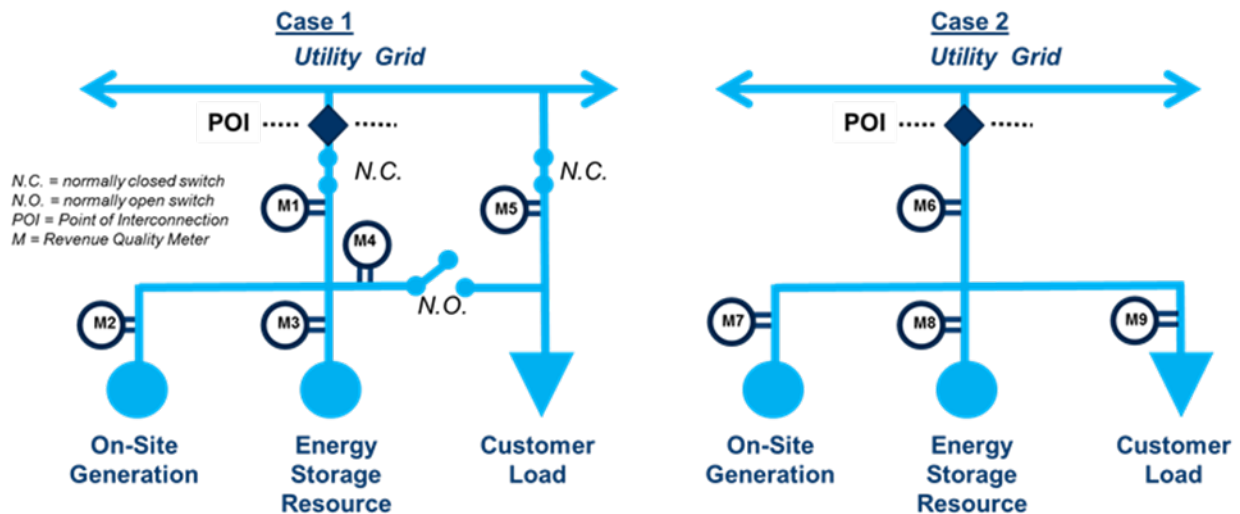 Case 1
Utility Grid
POI
N.C.
N.C.
N.C. = normally closed switch
N.O. = normally open switch
POI = Point of Interconnection
M = Revenue Quality Meter
M1
M5
M4
N.O.
M2
M3
On-Site
Generation
Energy
Storage
Resource
Customer
Load
Case 2
Utility Grid
POI
M6
M7
M8
M9
On-Site
Generation
Energy
Storage
Resource
Customer
Load